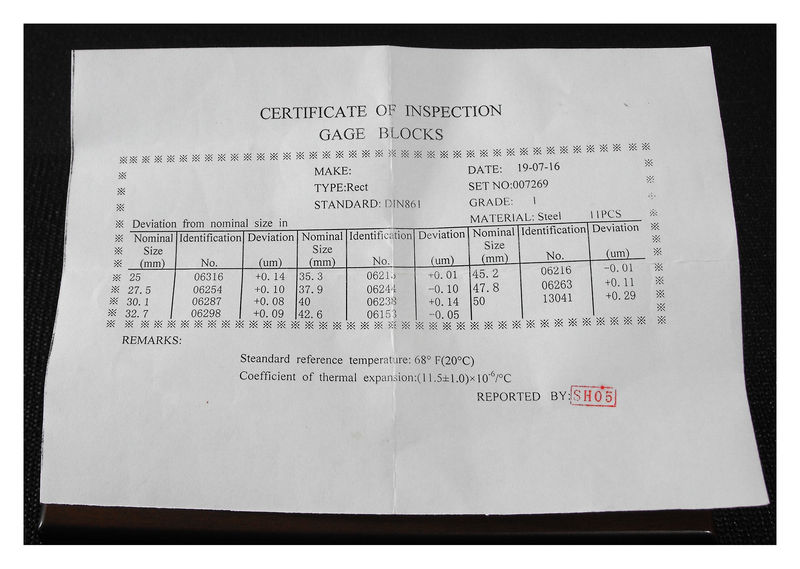 CERTIFICATE OF INSPECTION
GAGE BLOCKS
MAKE: DATE: 19-07-16
TYPE:Rect SET NO:007269
STANDARD: DIN861 GRADE: 1
Deviation from nominal size in MATERIAL: Steel 11PCS
Nominal Size (mm) Identification No. Deviation (um) Nominal Size (mm) Identification No. Deviation (um) Nominal Size (mm) Identification No. Deviation (um)
25 06316 +0.14 35.3 +0.01 45.2 06216 -0.01
27.5 06254 +0.10 37.9 06244 -0.10 47.8 06263 +0.11
30.1 06287 +0.08 40 06238 +0.14 50 13041 +0.29
32.7 06298 +0.09 42.6 06153 -0.05
REMARKS:
Steandard reference temperature: 68° F(20°C)
Coefficient of thermal expansion:(11.5±1.0)×10⁻⁶/°C
REPORTED BY: SH05